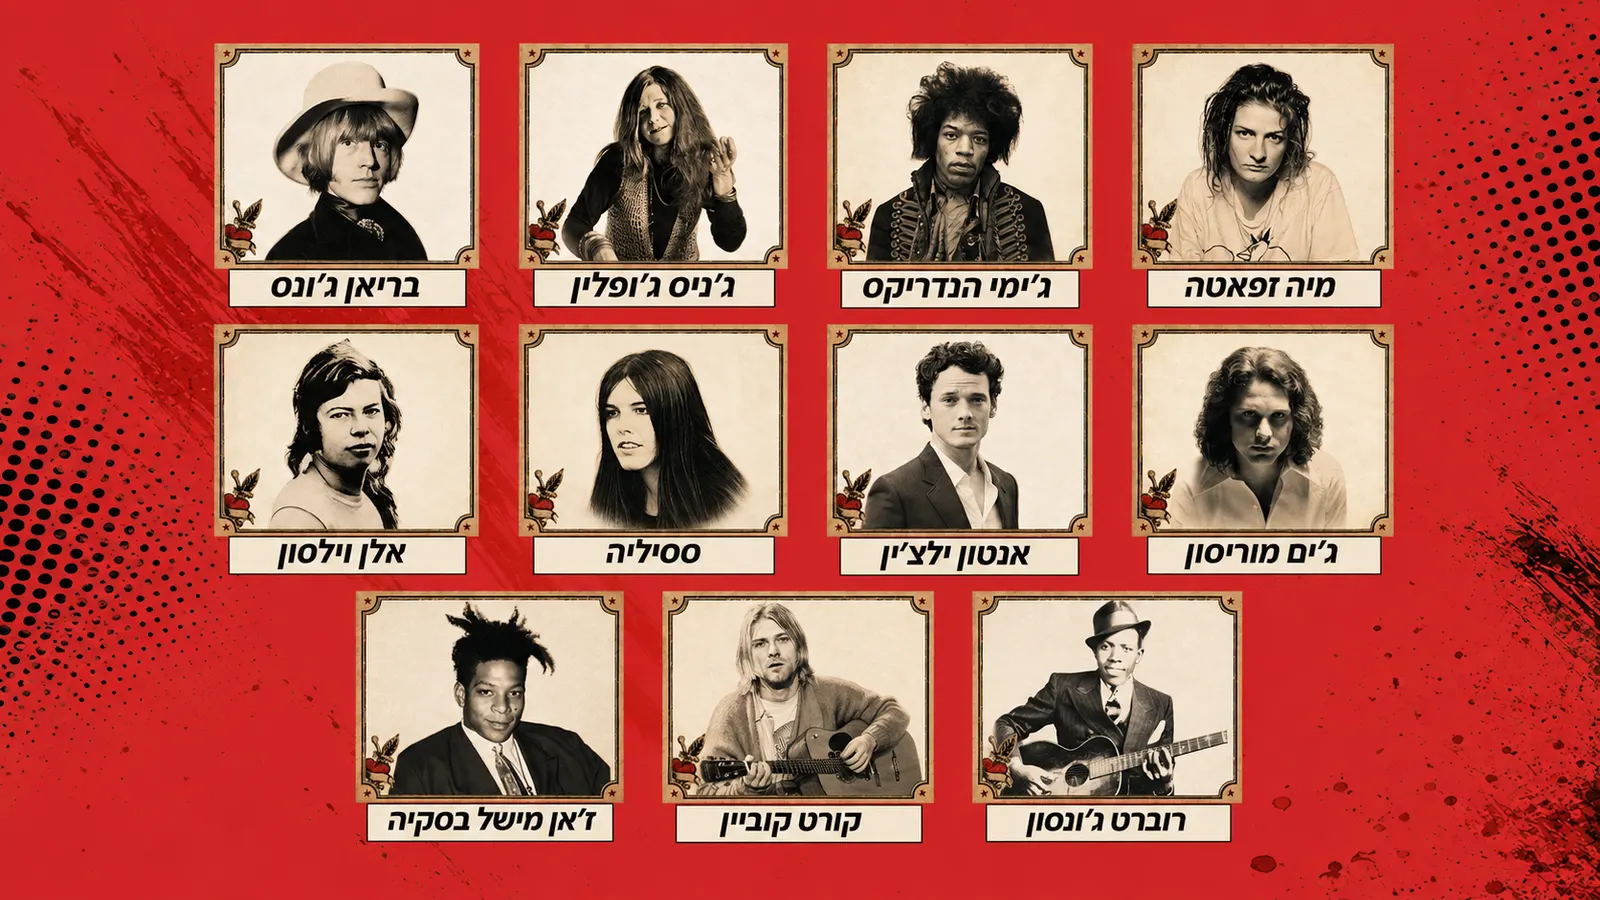 מיה זפאטה
ג'ימי הנדריקס
ג'ניס ג'ופלין
בריאן ג'ונס
ג'ים מוריסון
אנטון ילצ'ין
ססיליה
אלן וילסון
רוברט ג'ונסון
קורט קוביין
ז'אן מישל בסקיה